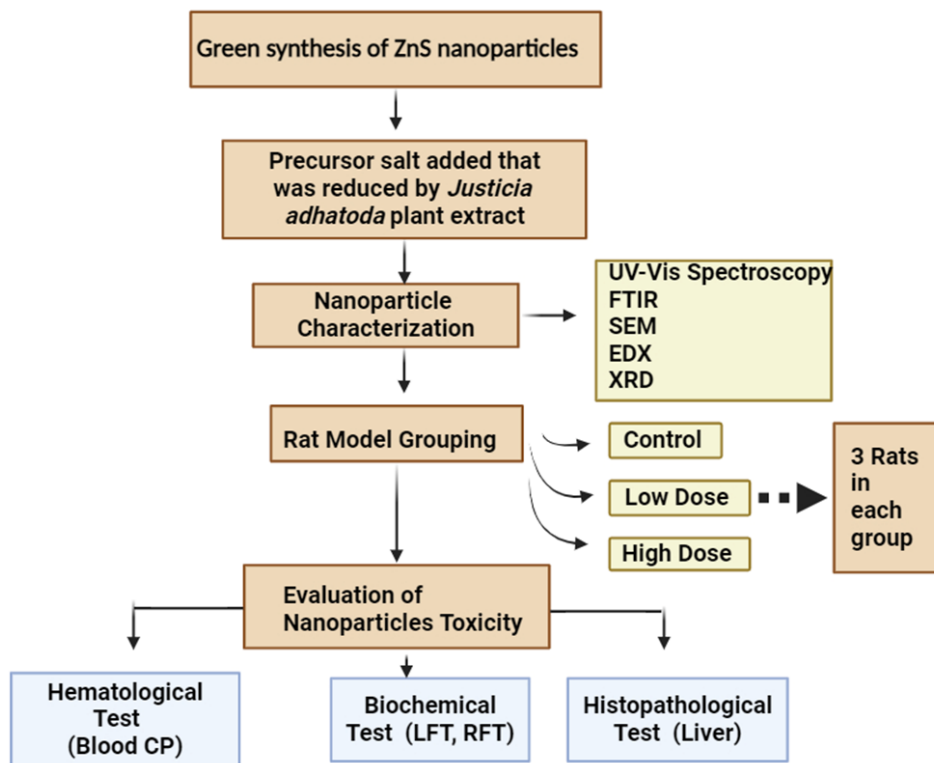 Green synthesis of ZnS nanoparticles
Precursor salt added that
was reduced by Justicia
adhatoda plant extract
Nanoparticle
Characterization
UV-Vis Spectroscopy
FTIR
SEM
EDX
XRD
Rat Model Grouping
Control
Low Dose
High Dose
3 Rats
in
each
group
Evaluation of
Nanoparticles Toxicity
Hematological
Test
(Blood CP)
Biochemical
Test (LFT, RFT)
Histopathological
Test (Liver)